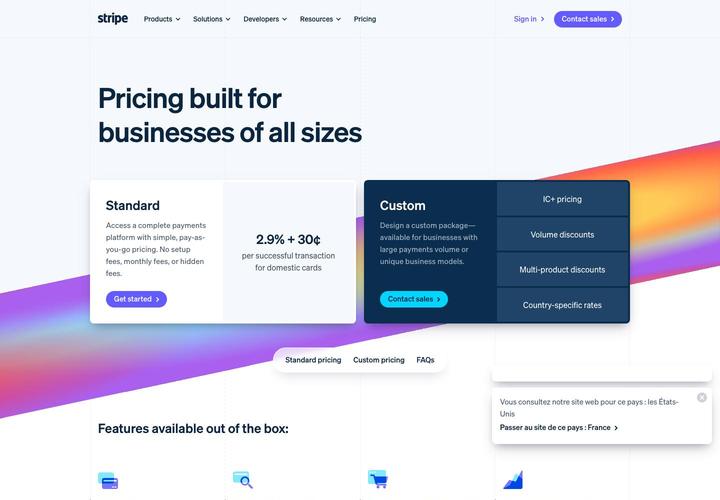 stripe
Products
Solutions
Developers
Resources
Pricing
Sign in
Contact sales
Pricing built for
businesses of all sizes
Standard
Access a complete payments
platform with simple, pay-as-
you-go pricing. No setup
fees, monthly fees, or hidden
fees.
Get started
2.9% + 30¢
per successful transaction
for domestic cards
Custom
Design a custom package—
available for businesses with
large payments volume or
unique business models.
Contact sales
IC+ pricing
Volume discounts
Multi-product discounts
Country-specific rates
Standard pricing
Custom pricing
FAQs
Vous consultez notre site web pour ce pays : les États-
Unis
Passer au site de ce pays : France
Features available out of the box: